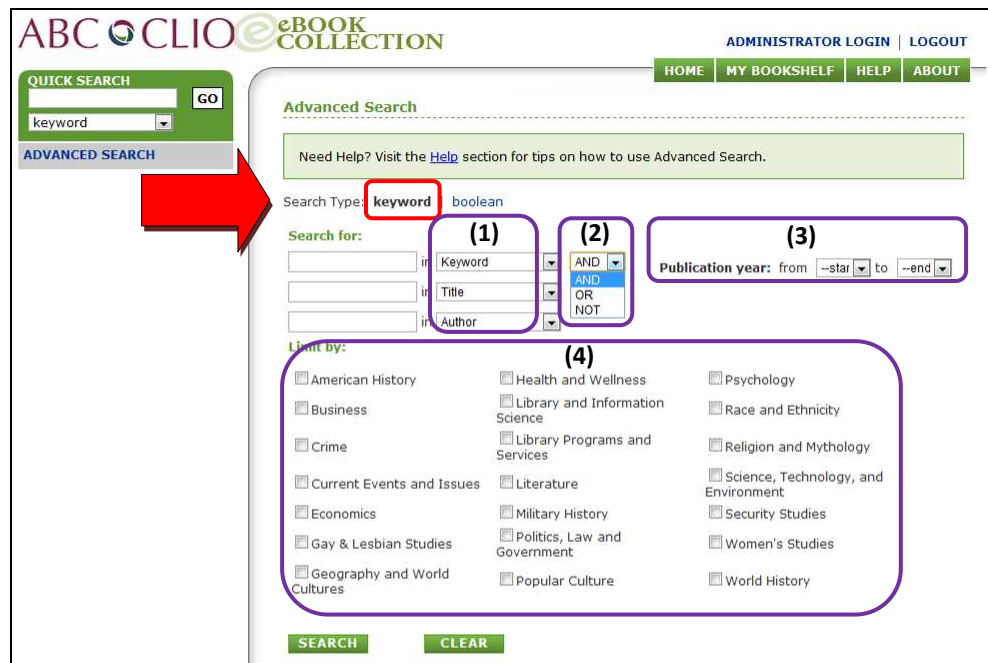 ABC CLIO eBOOK COLLECTION
ADMINISTRATOR LOGIN | LOGOUT
HOME MY BOOKSHELF HELP ABOUT
QUICK SEARCH
GO
keyword
ADVANCED SEARCH
Advanced Search
Need Help? Visit the Help section for tips on how to use Advanced Search.
Search Type: keyword | boolean
Search for:
(1) (2) (3)
in Keyword AND
Publication year: from --star to --end
AND
in Title OR
NOT
in Author
Limit by:
(4)
American History Health and Wellness Psychology
Business Library and Information Science Race and Ethnicity
Crime Library Programs and Services Religion and Mythology
Current Events and Issues Literature Science, Technology, and Environment
Economics Military History Security Studies
Gay & Lesbian Studies Politics, Law and Government Women's Studies
Geography and World Cultures Popular Culture World History
SEARCH CLEAR